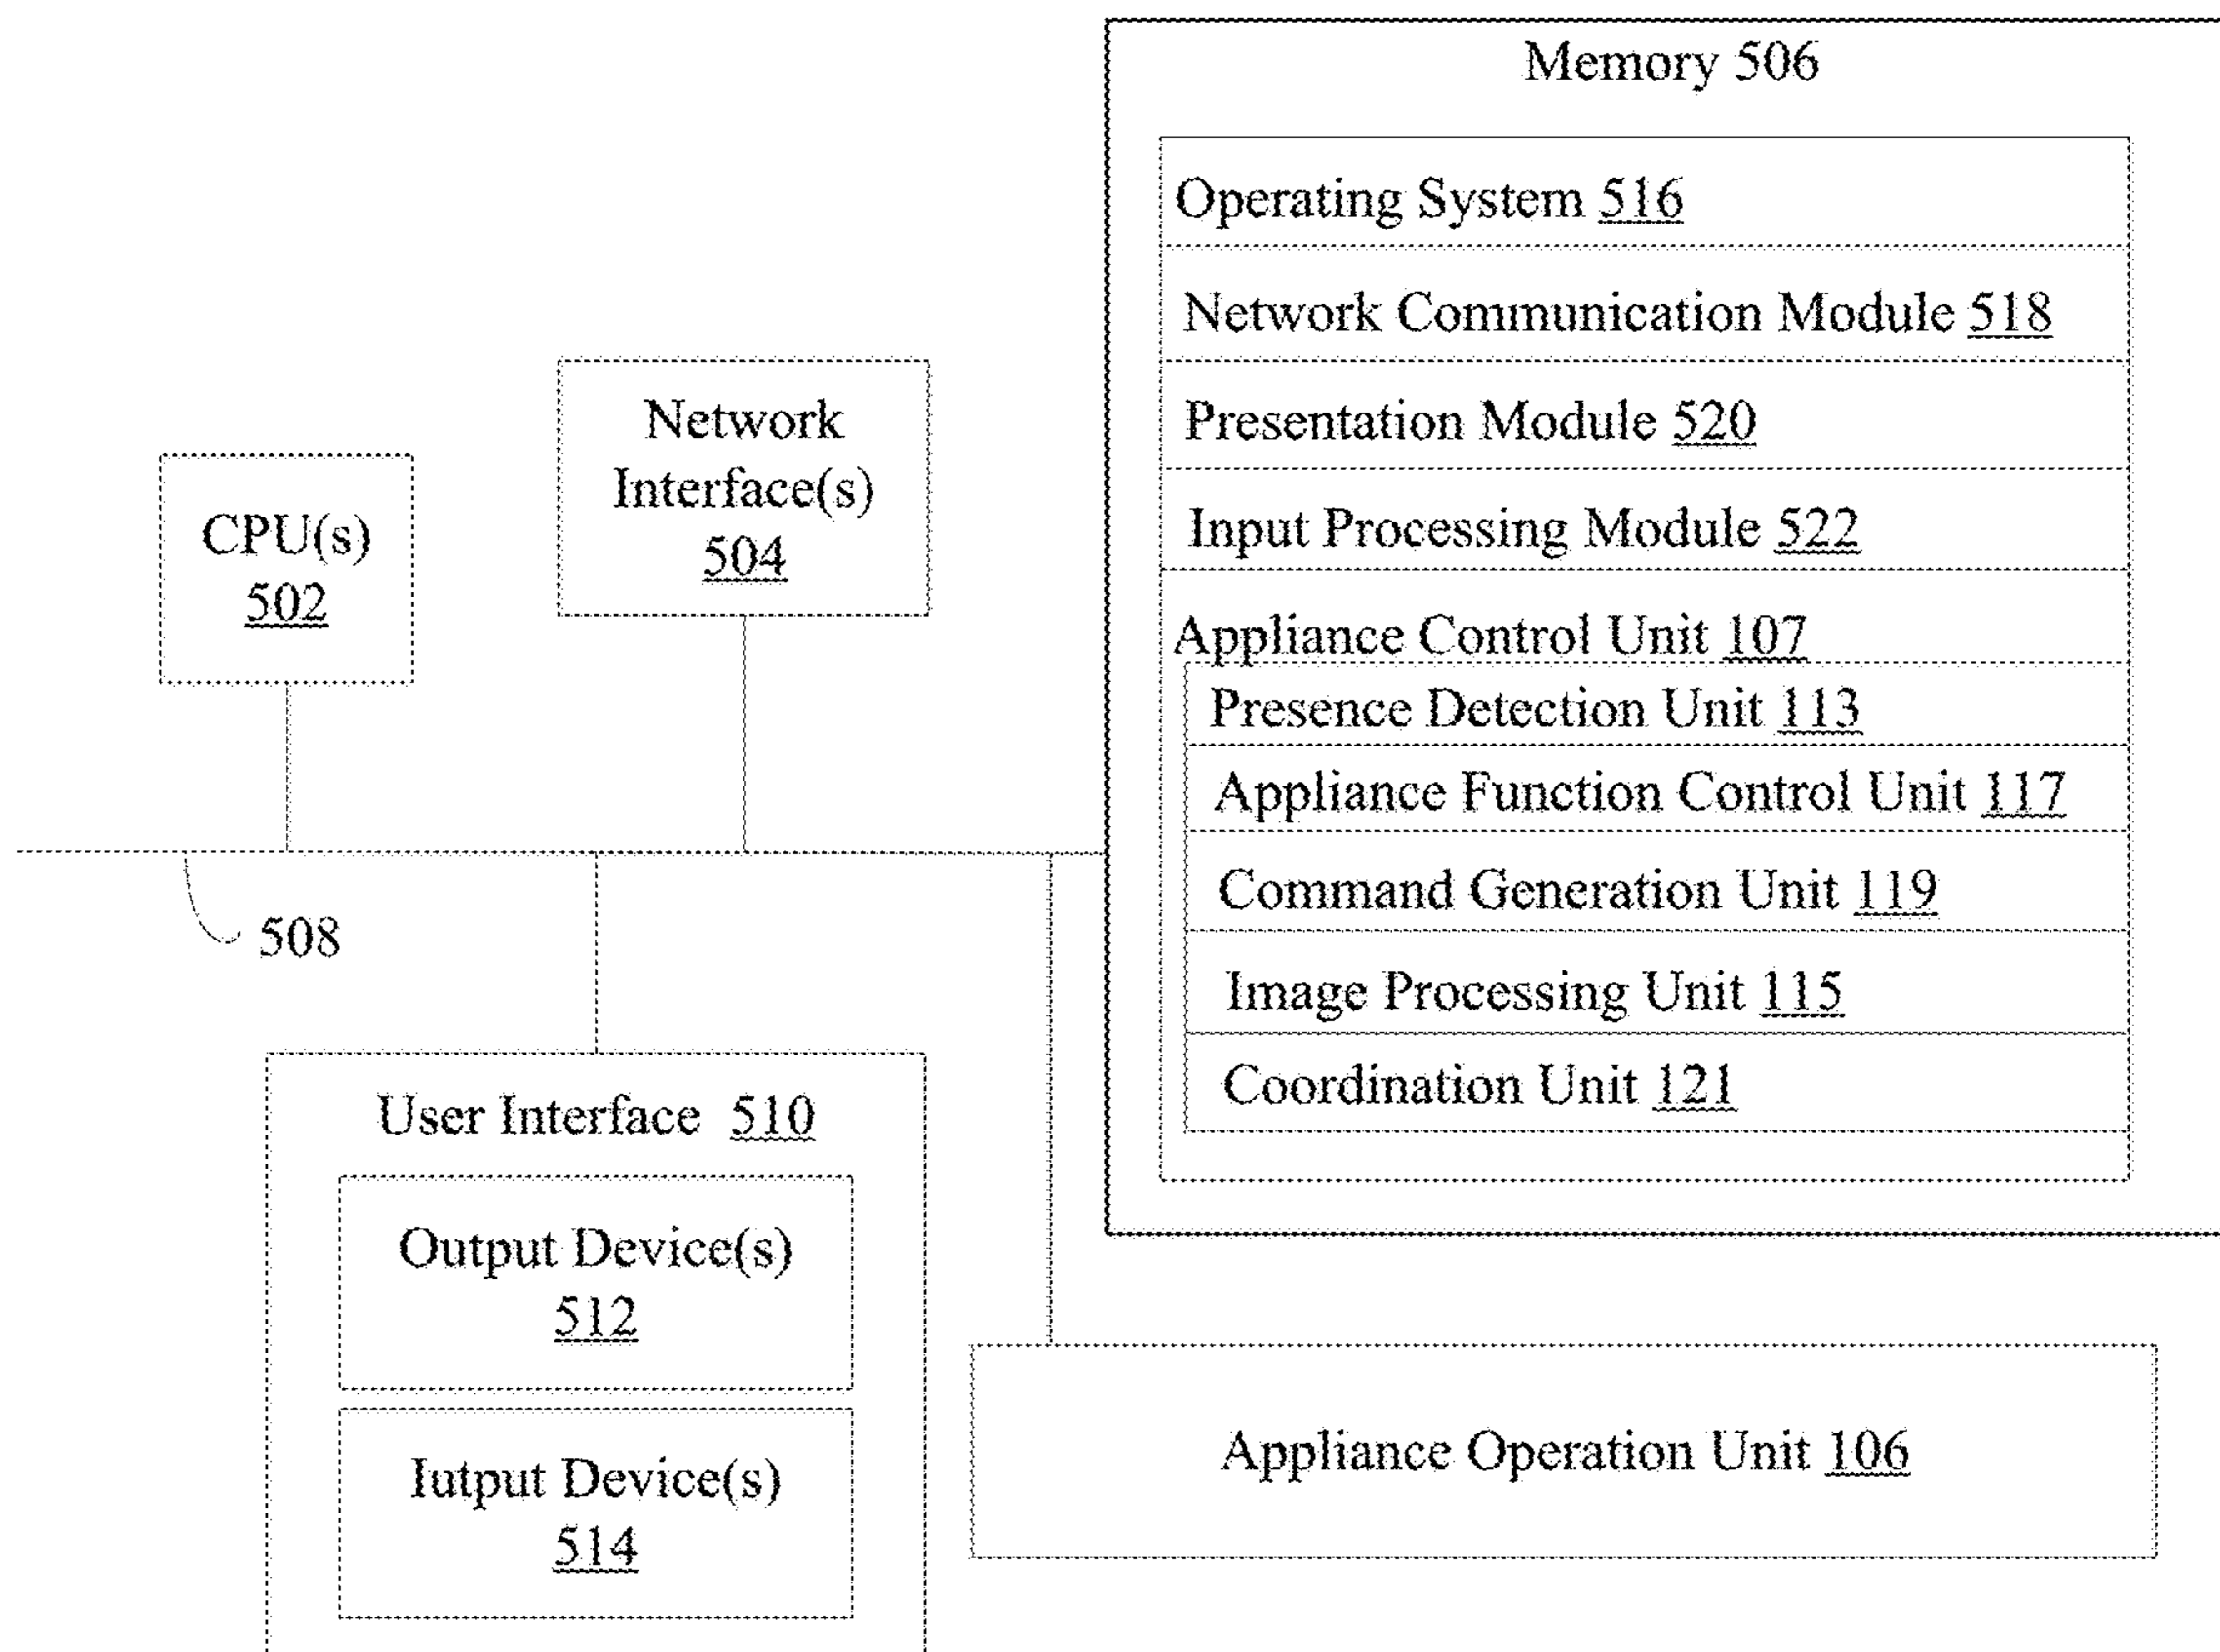 Memory 506
Operating System 516
Network Communication Module 518
Presentation Module 520
Input Processing Module 522
Appliance Control Unit 107
Presence Detection Unit 113
Appliance Function Control Unit 117
Command Generation Unit 119
Image Processing Unit 115
Coordination Unit 121
Network
Interface(s)
504
CPU(s)
502
508
User Interface 510
Output Device(s)
512
Iutput Device(s)
514
Appliance Operation Unit 106